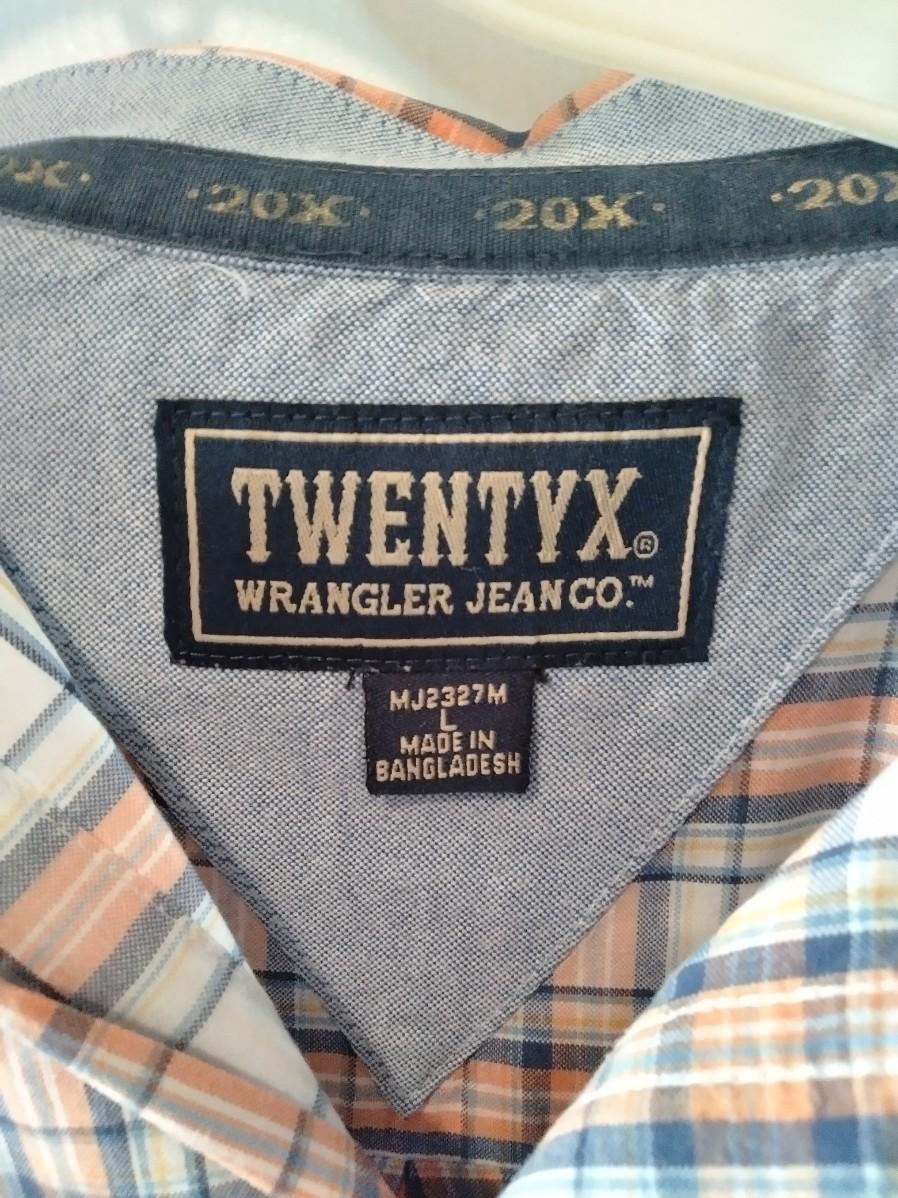 ·20X· ·20X· ·20X
TWENTYX®
WRANGLER JEAN CO.™
MJ2327M
L
MADE IN
BANGLADESH